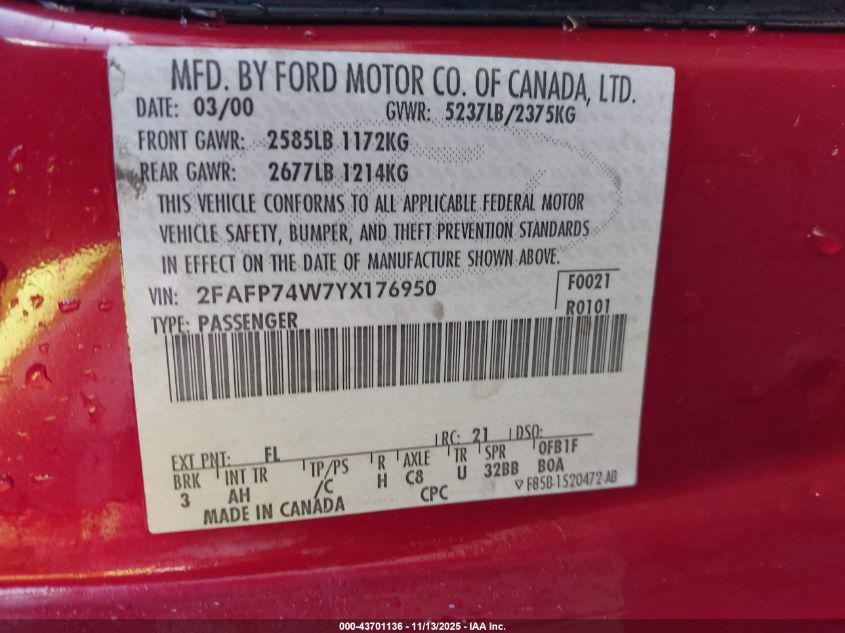 MFD. BY FORD MOTOR CO. OF CANADA, LTD.
DATE: 03/00 GVWR: 5237LB/2375KG
FRONT GAWR: 2585LB 1172KG
REAR GAWR: 2677LB 1214KG
THIS VEHICLE CONFORMS TO ALL APPLICABLE FEDERAL MOTOR
VEHICLE SAFETY, BUMPER, AND THEFT PREVENTION STANDARDS
IN EFFECT ON THE DATE OF MANUFACTURE SHOWN ABOVE.
VIN: 2FAFP74W7YX176950 F0021
TYPE: PASSENGER R0101
EXT PNT: FL RC: 21 DSO:
BRK INT TR TP/PS R AXLE TR SPR OFB1F
3 AH /C H C8 U 32BB BOA
MADE IN CANADA CPC ▽F85B-1520472-AB
000-43701136 - 11/13/2025 - IAA Inc.